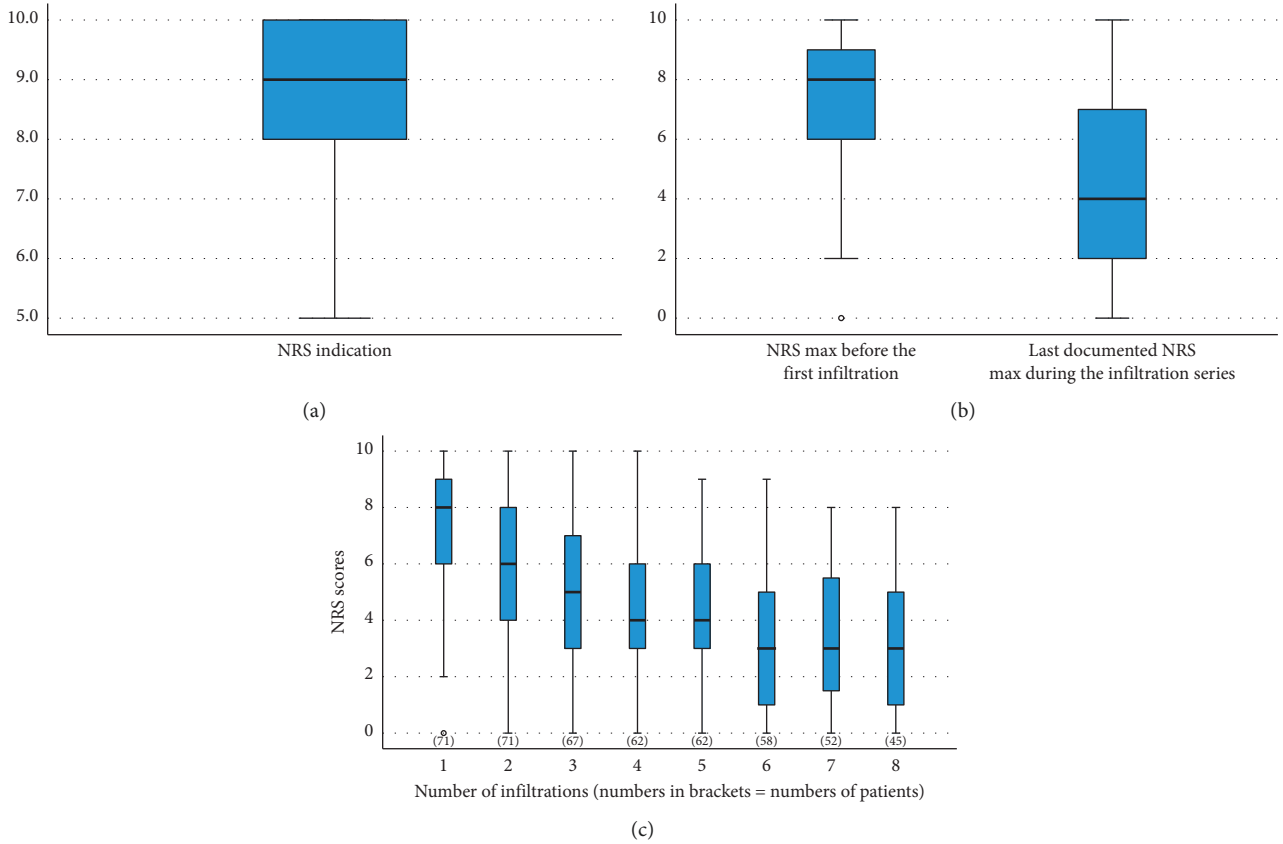 10.0
9.0
8.0
7.0
6.0
5.0
NRS indication
(a)
10
8
6
4
2
0
NRS max before the
first infiltration
Last documented NRS
max during the infiltration series
(b)
NRS scores
10
8
6
4
2
0
(71) (71) (67) (62) (62) (58) (52) (45)
1 2 3 4 5 6 7 8
Number of infiltrations (numbers in brackets = numbers of patients)
(c)